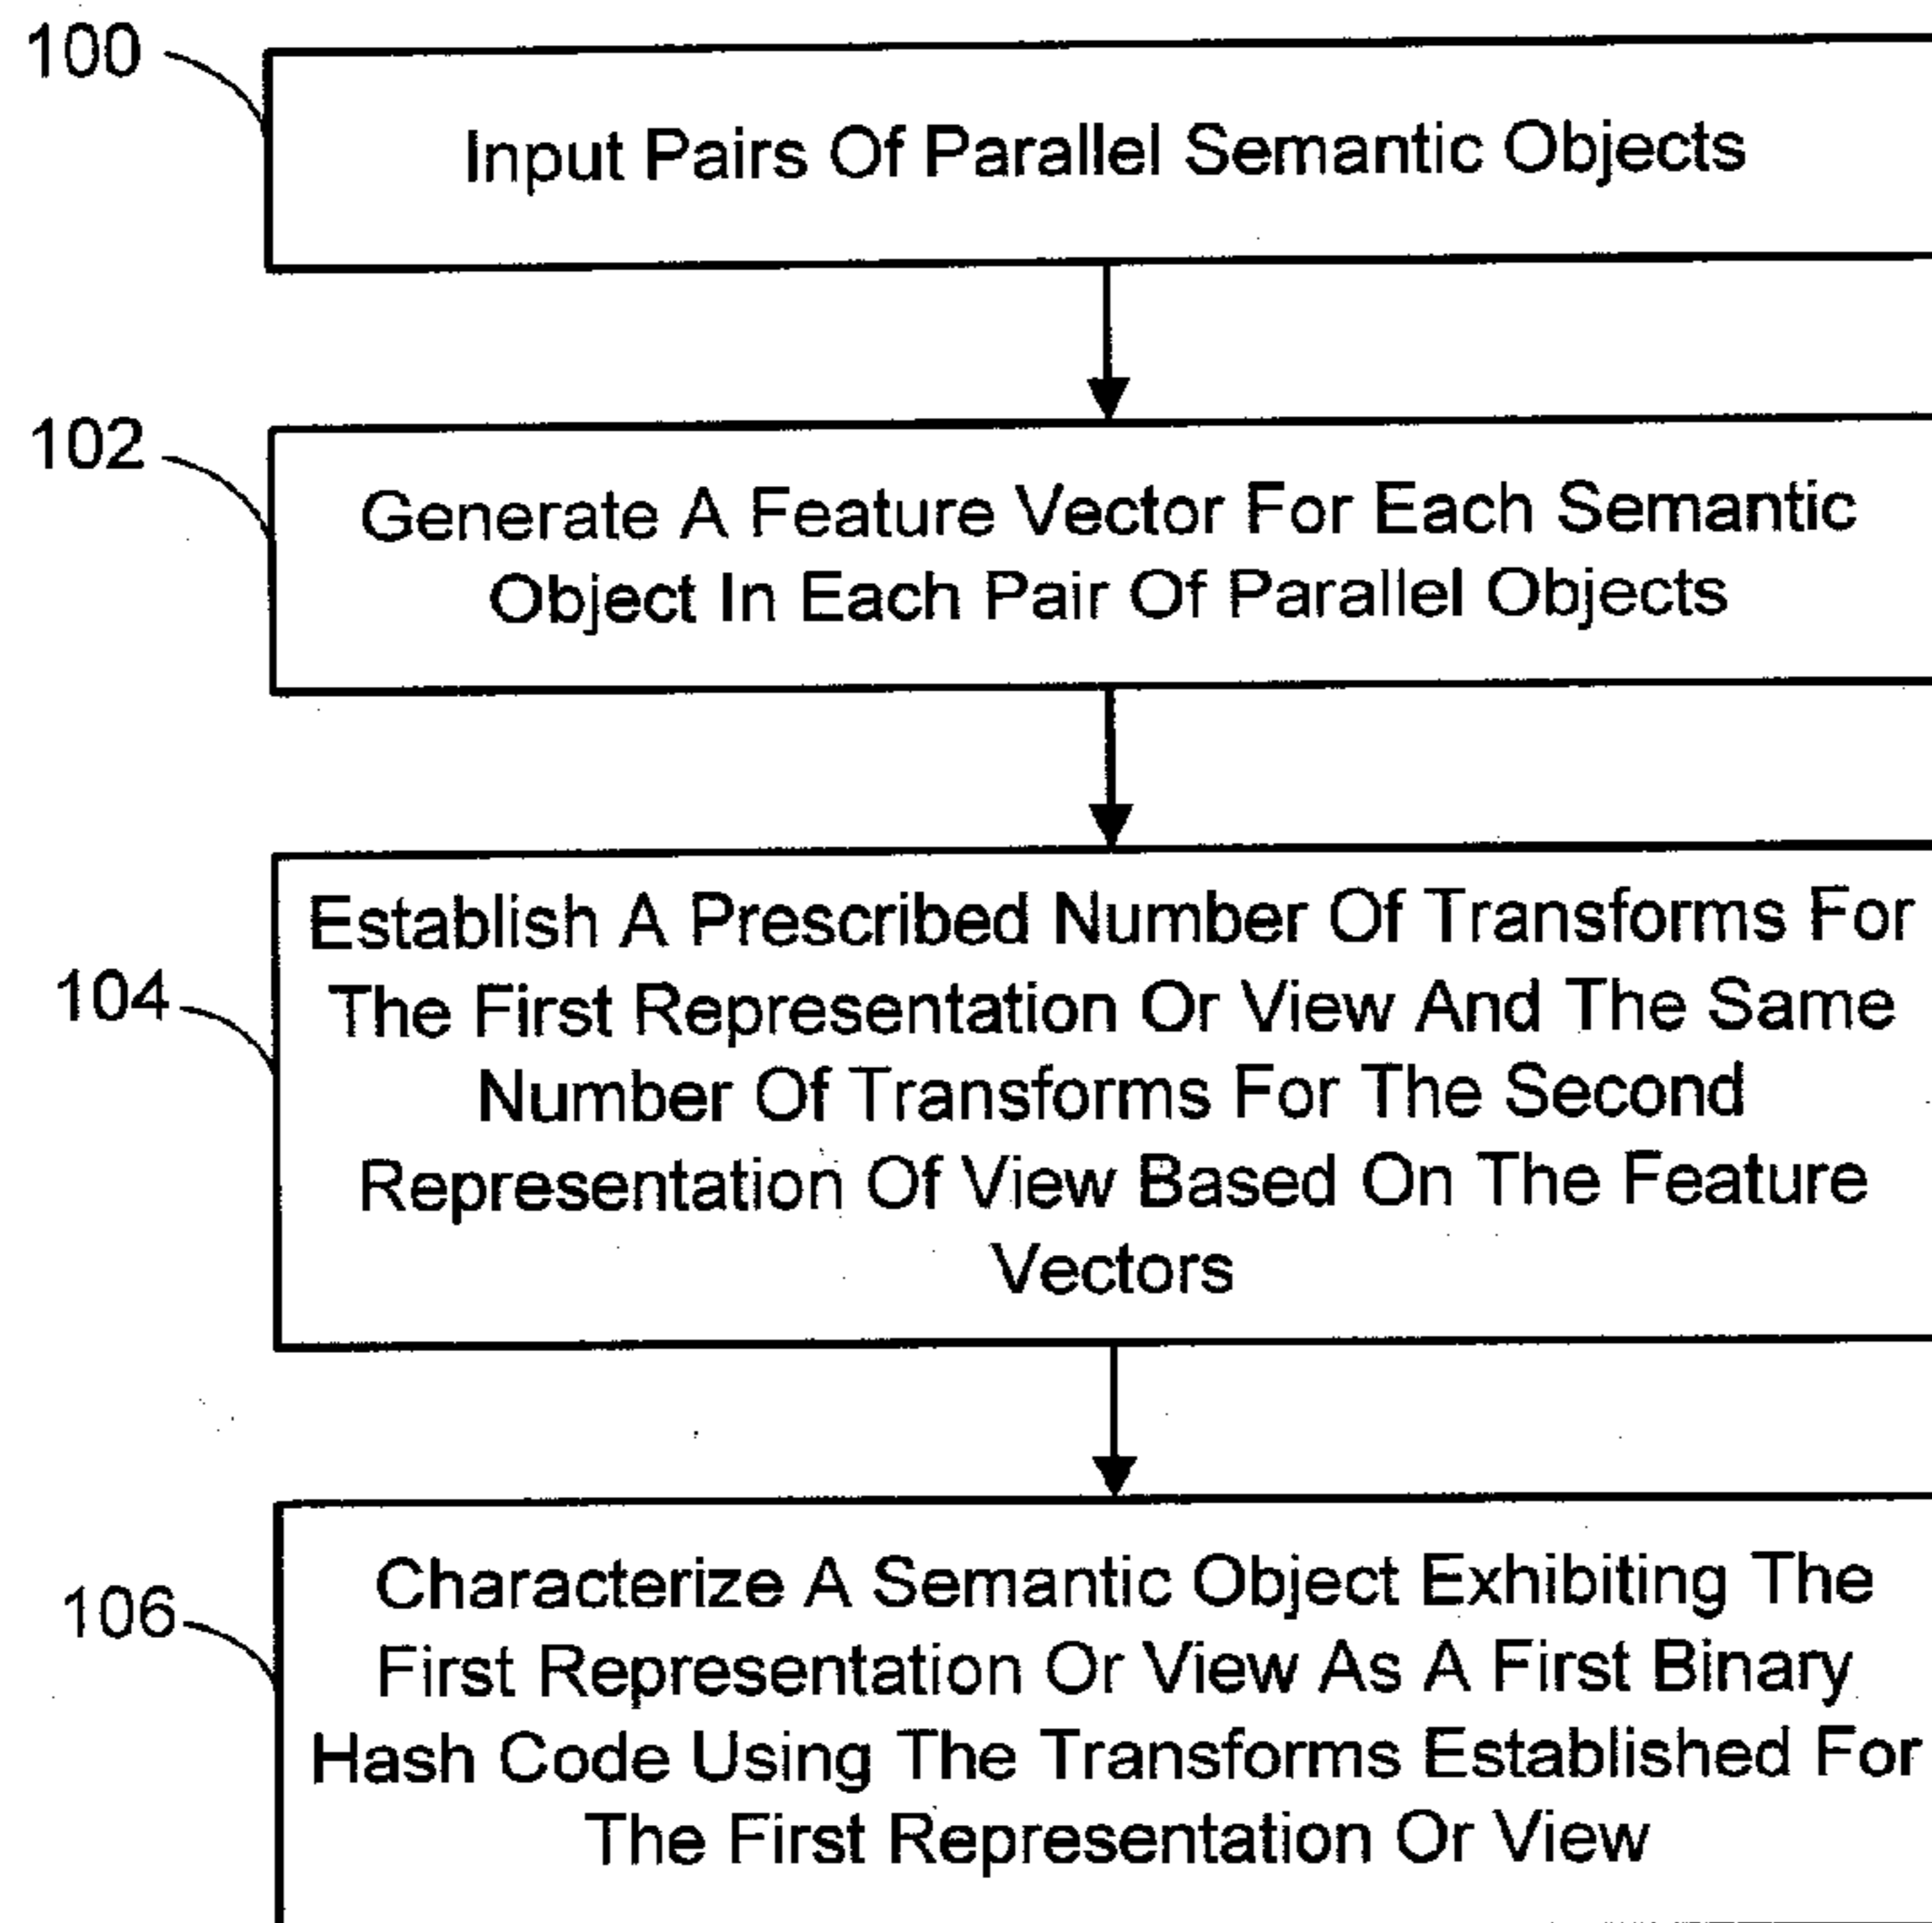 100
Input Pairs Of Parallel Semantic Objects
102
Generate A Feature Vector For Each Semantic
Object In Each Pair Of Parallel Objects
104
Establish A Prescribed Number Of Transforms For
The First Representation Or View And The Same
Number Of Transforms For The Second
Representation Of View Based On The Feature
Vectors
106
Characterize A Semantic Object Exhibiting The
First Representation Or View As A First Binary
Hash Code Using The Transforms Established For
The First Representation Or View